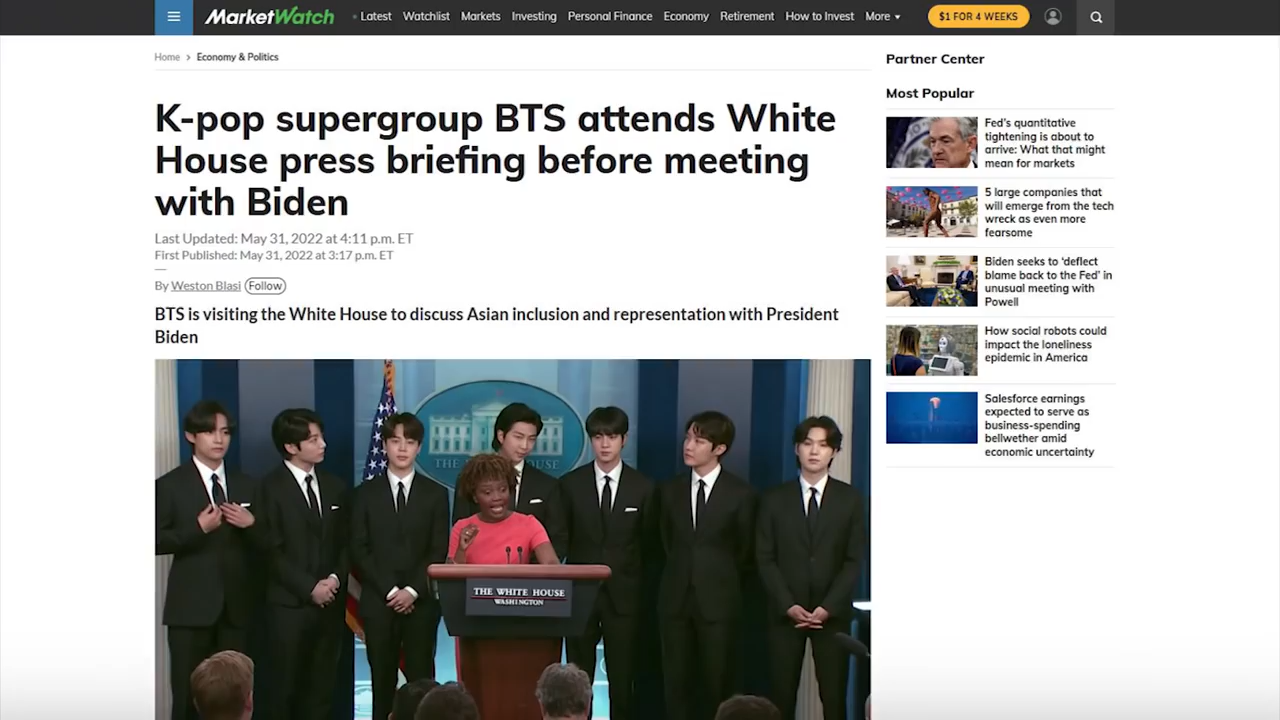 MarketWatch
Latest Watchlist Markets Investing Personal Finance Economy Retirement How to Invest More $1 FOR 4 WEEKS
Home > Economy & Politics
K-pop supergroup BTS attends White
House press briefing before meeting
with Biden
Last Updated: May 31, 2022 at 4:11 p.m. ET
First Published: May 31, 2022 at 3:17 p.m. ET
By Weston Blasi Follow
BTS is visiting the White House to discuss Asian inclusion and representation with President
Biden
THE WHITE HOUSE
THE WHITE HOUSE
WASHINGTON
Partner Center
Most Popular
Fed's quantitative
tightening is about to
arrive: What that might
mean for markets
5 large companies that
will emerge from the tech
wreck as even more
fearsome
Biden seeks to ‘deflect
blame back to the Fed’ in
unusual meeting with
Powell
How social robots could
impact the loneliness
epidemic in America
Salesforce earnings
expected to serve as
business-spending
bellwether amid
economic uncertainty